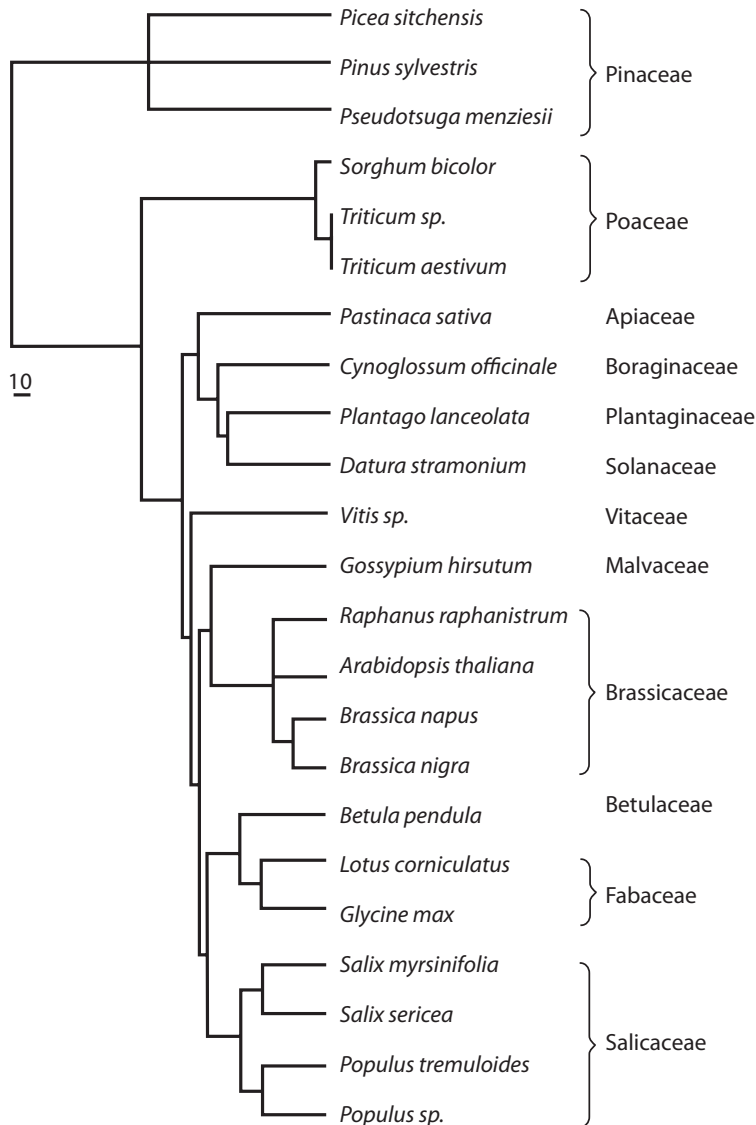 Picea sitchensis
Pinus sylvestris
Pinaceae
Pseudotsuga menziesii
Sorghum bicolor
Triticum sp.
Poaceae
Triticum aestivum
Pastinaca sativa Apiaceae
Cynoglossum officinale Boraginaceae
10
Plantago lanceolata Plantaginaceae
Datura stramonium Solanaceae
Vitis sp. Vitaceae
Gossypium hirsutum Malvaceae
Raphanus raphanistrum
Arabidopsis thaliana
Brassicaceae
Brassica napus
Brassica nigra
Betulaceae
Betula pendula
Lotus corniculatus
Fabaceae
Glycine max
Salix myrsinifolia
Salix sericea
Salicaceae
Populus tremuloides
Populus sp.